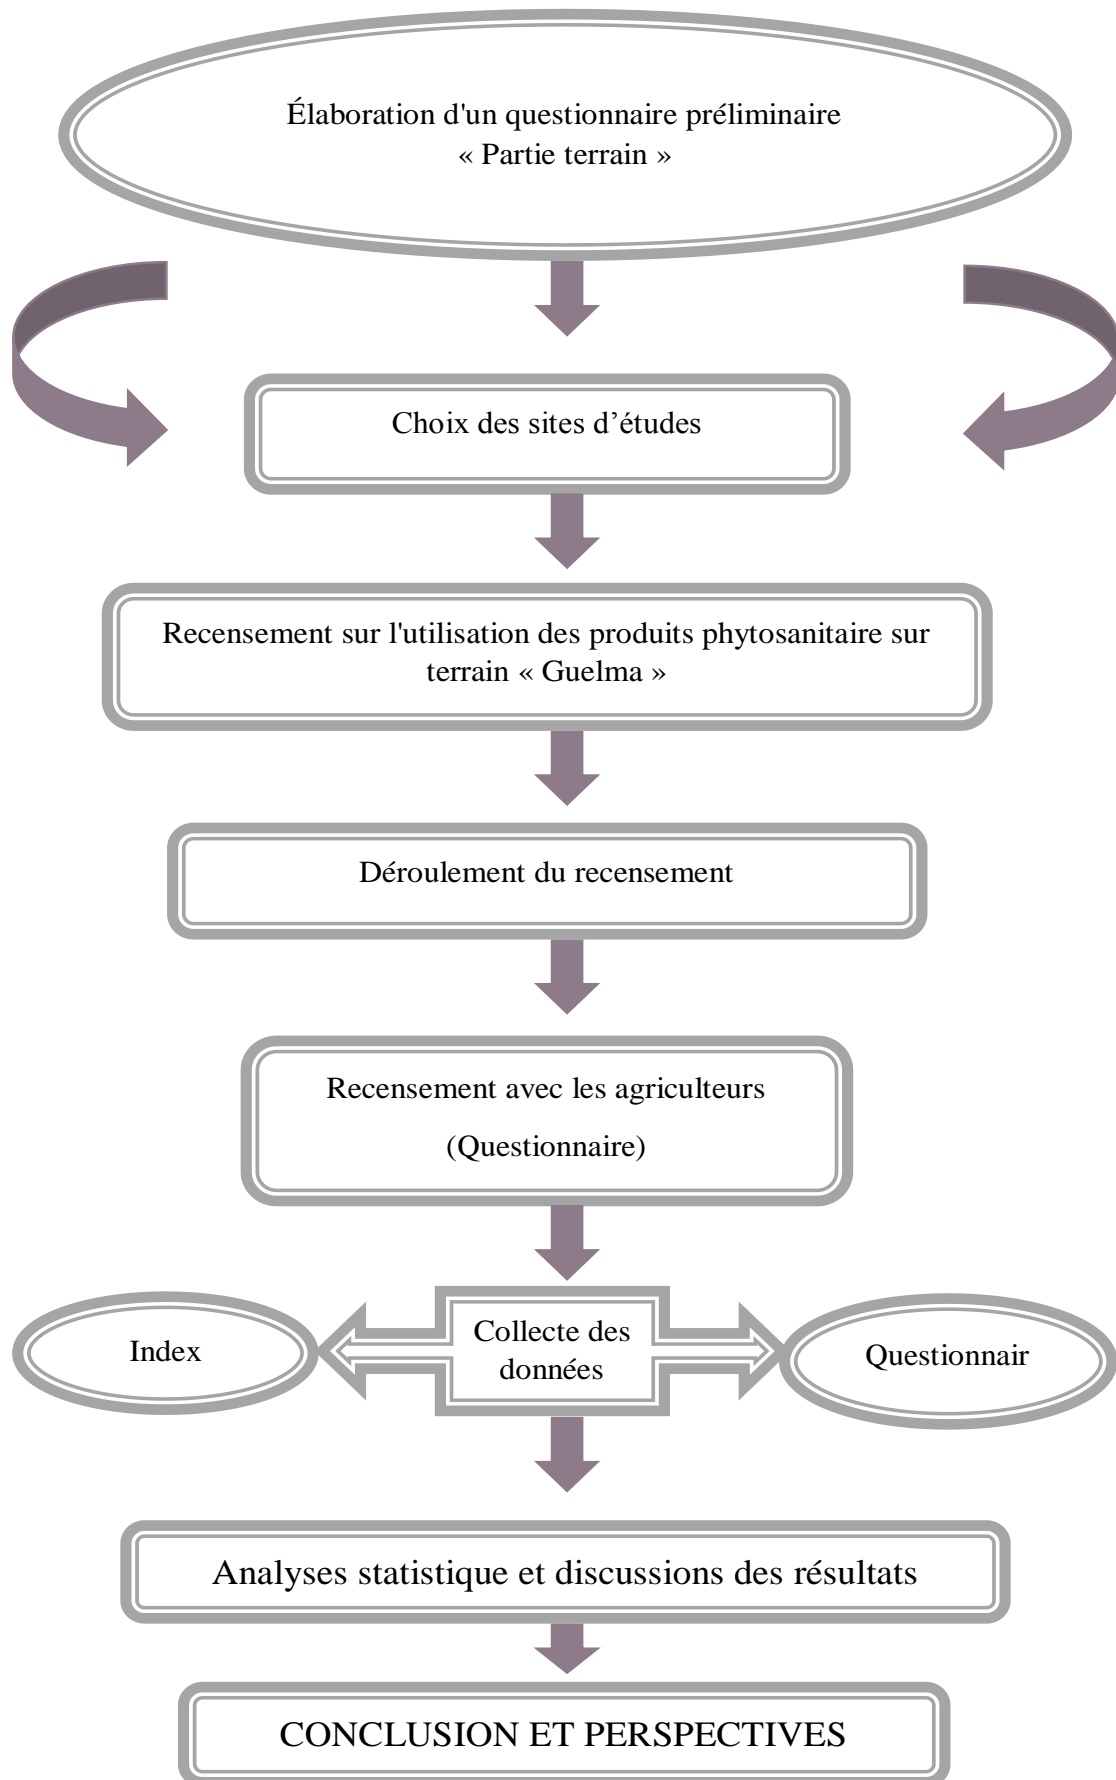 Élaboration d'un questionnaire préliminaire
« Partie terrain »
Choix des sites d’études
Recensement sur l'utilisation des produits phytosanitaire sur
terrain « Guelma »
Déroulement du recensement
Recensement avec les agriculteurs
(Questionnaire)
Index
Collecte des
données
Questionnair
Analyses statistique et discussions des résultats
CONCLUSION ET PERSPECTIVES